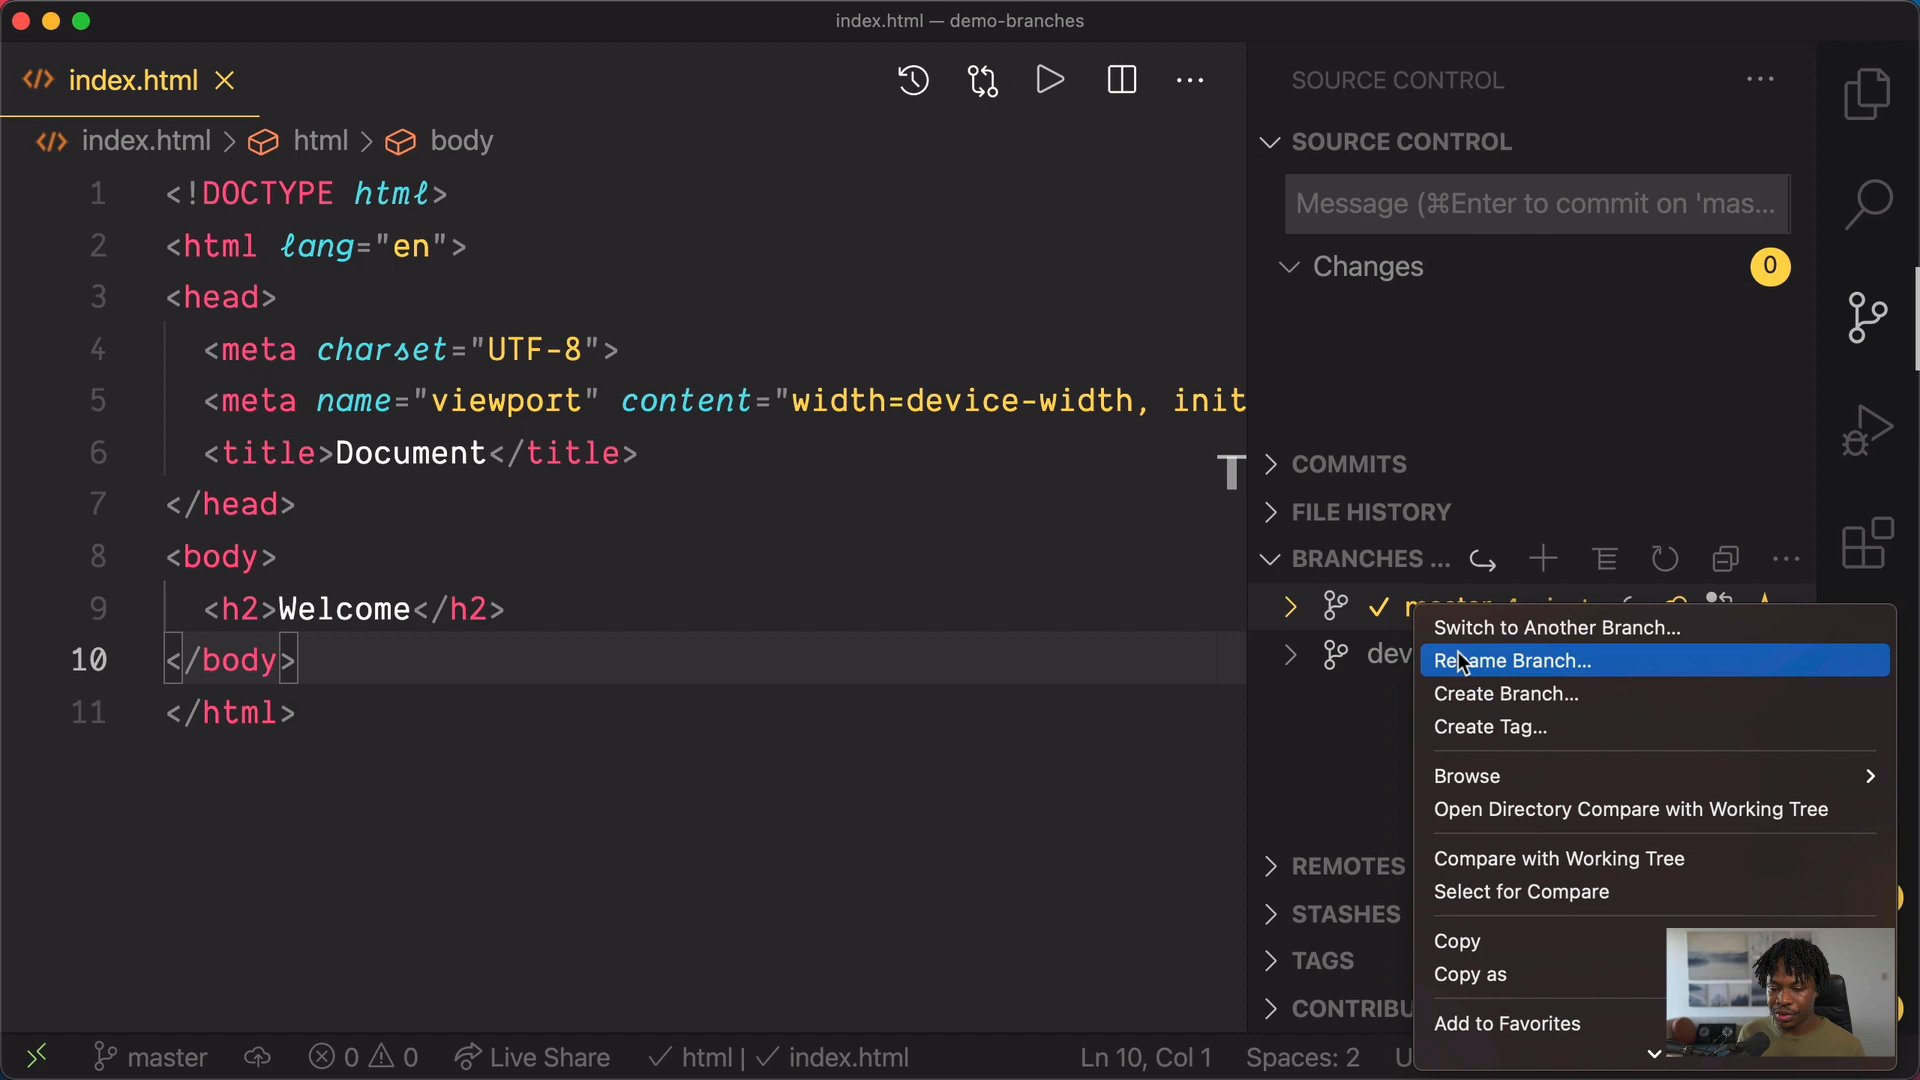 index.html — demo-branches
index.html
SOURCE CONTROL
index.html > html > body
SOURCE CONTROL
1 <!DOCTYPE html>
Message (⌘Enter to commit on 'mas...
2 <html lang="en">
Changes 0
3 <head>
4 <meta charset="UTF-8">
5 <meta name="viewport" content="width=device-width, init
6 <title>Document</title>
COMMITS
7 </head>
FILE HISTORY
8 <body>
BRANCHES ...
9 <h2>Welcome</h2>
Switch to Another Branch...
10 </body>
dev
Rename Branch...
Create Branch...
11 </html>
Create Tag...
Browse
Open Directory Compare with Working Tree
Compare with Working Tree
REMOTES
Select for Compare
STASHES
Copy
TAGS
Copy as
CONTRIBU
Add to Favorites
master 0 0 Live Share html | index.html Ln 10, Col 1 Spaces: 2 U